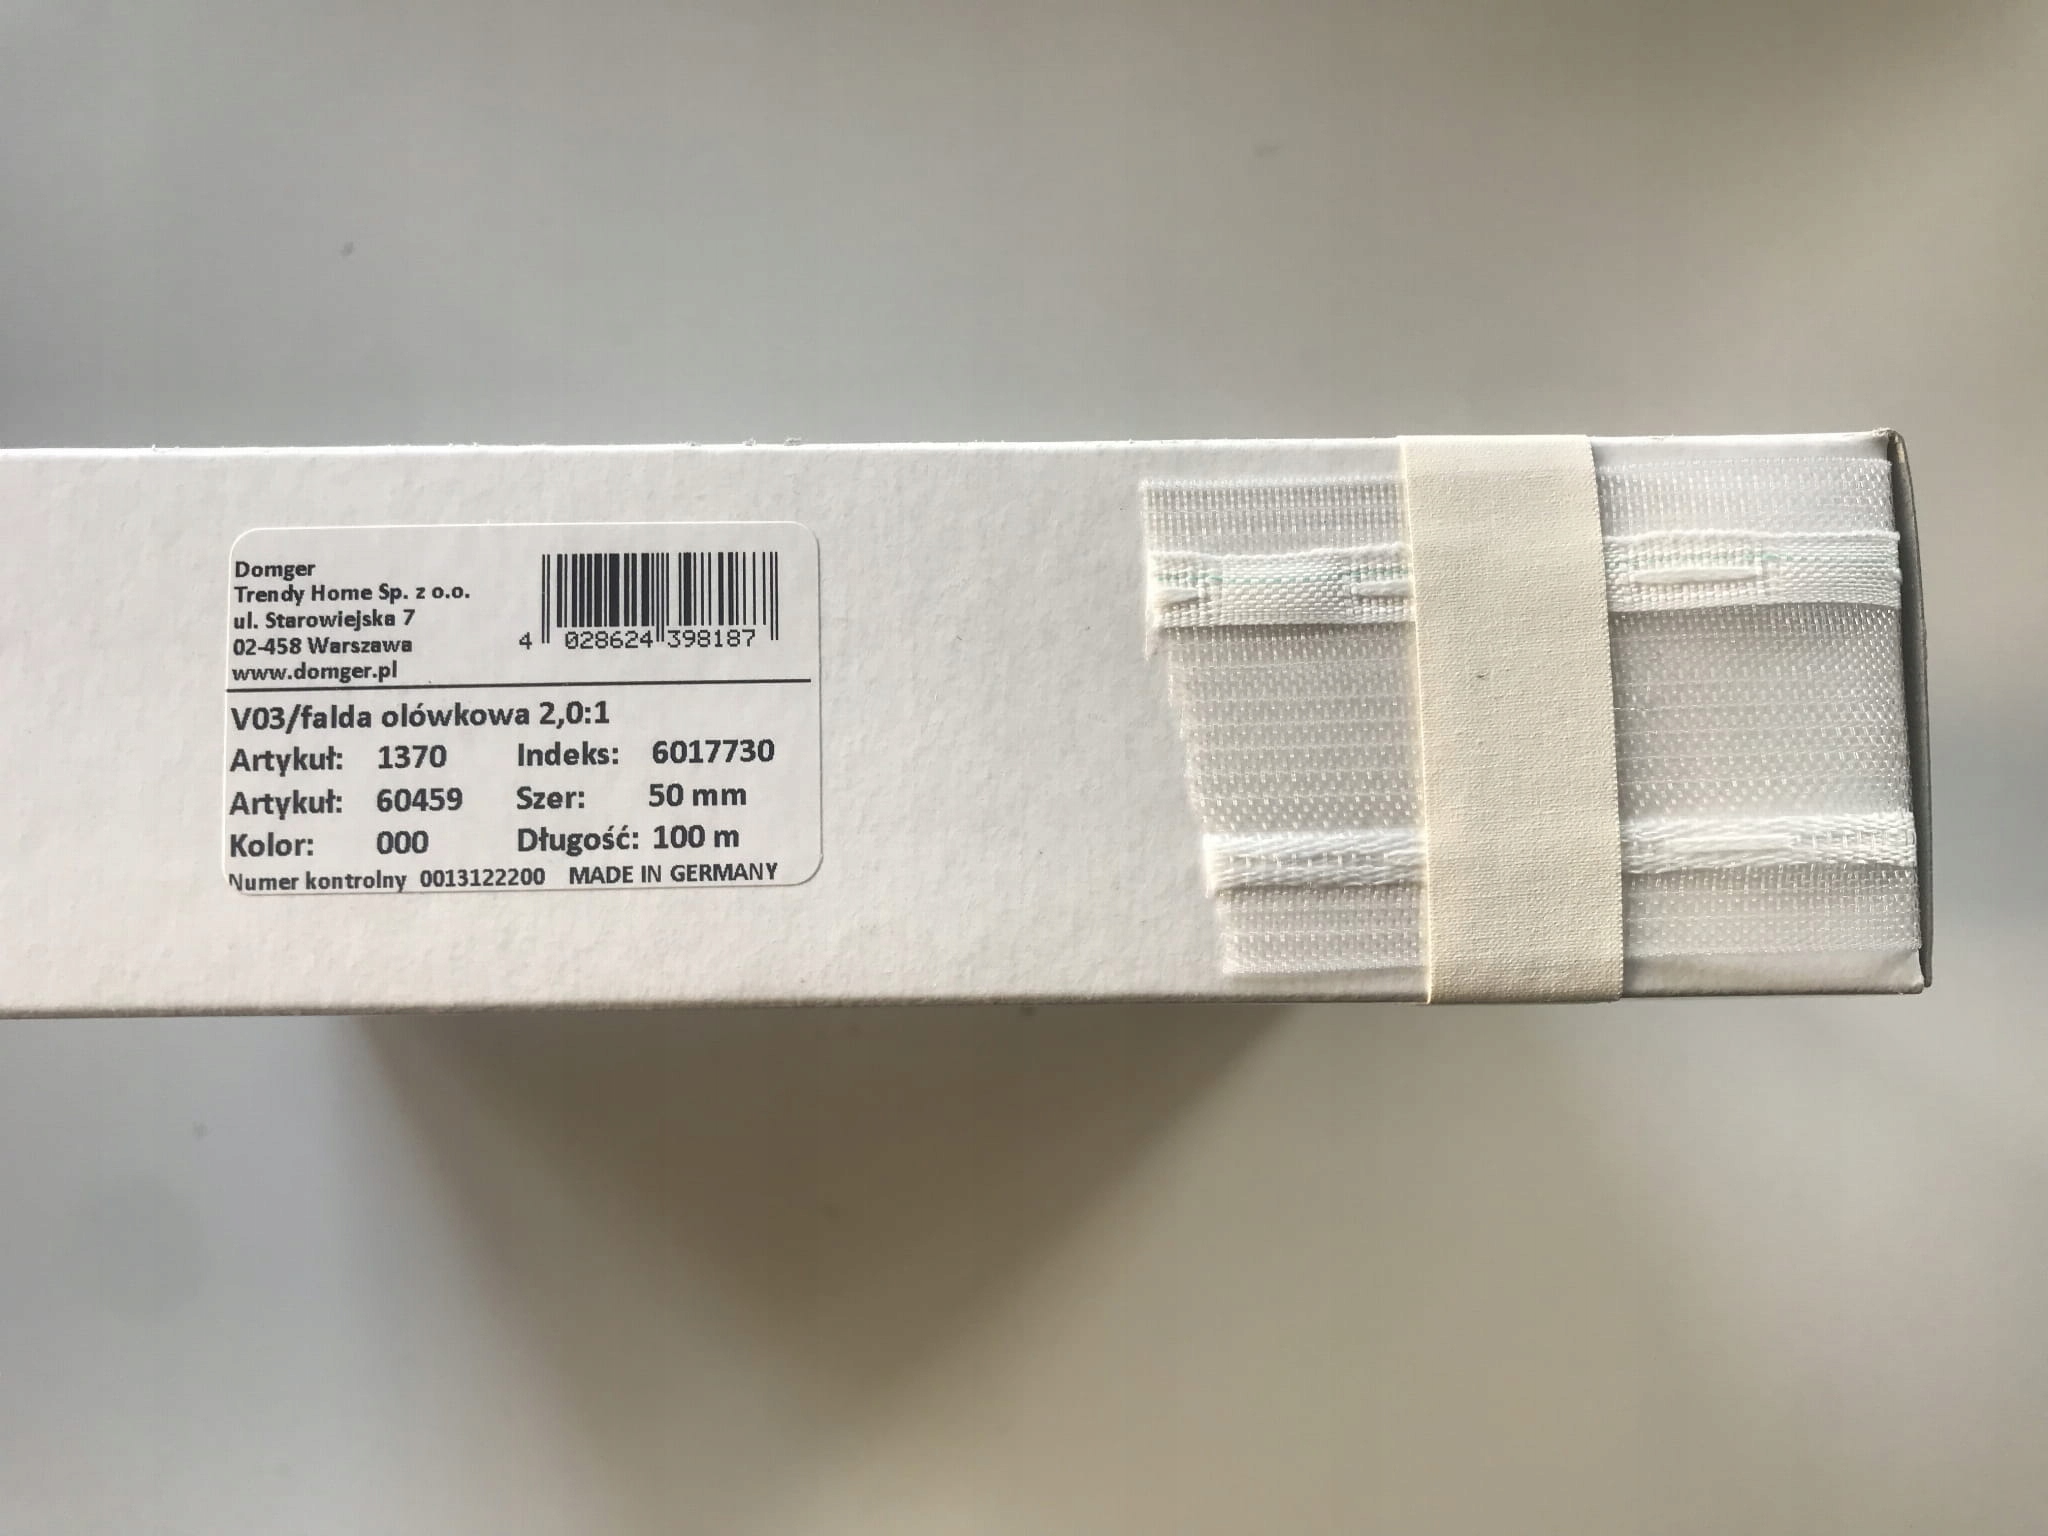 Domger
Trendy Home Sp. z o.o.
ul. Starowiejska 7
02-458 Warszawa
www.domger.pl
4 028624 398187
V03/falda olówkowa 2,0:1
Artykuł: 1370 Indeks: 6017730
Artykuł: 60459 Szer: 50 mm
Kolor: 000 Długość: 100 m
Numer kontrolny 0013122200 MADE IN GERMANY